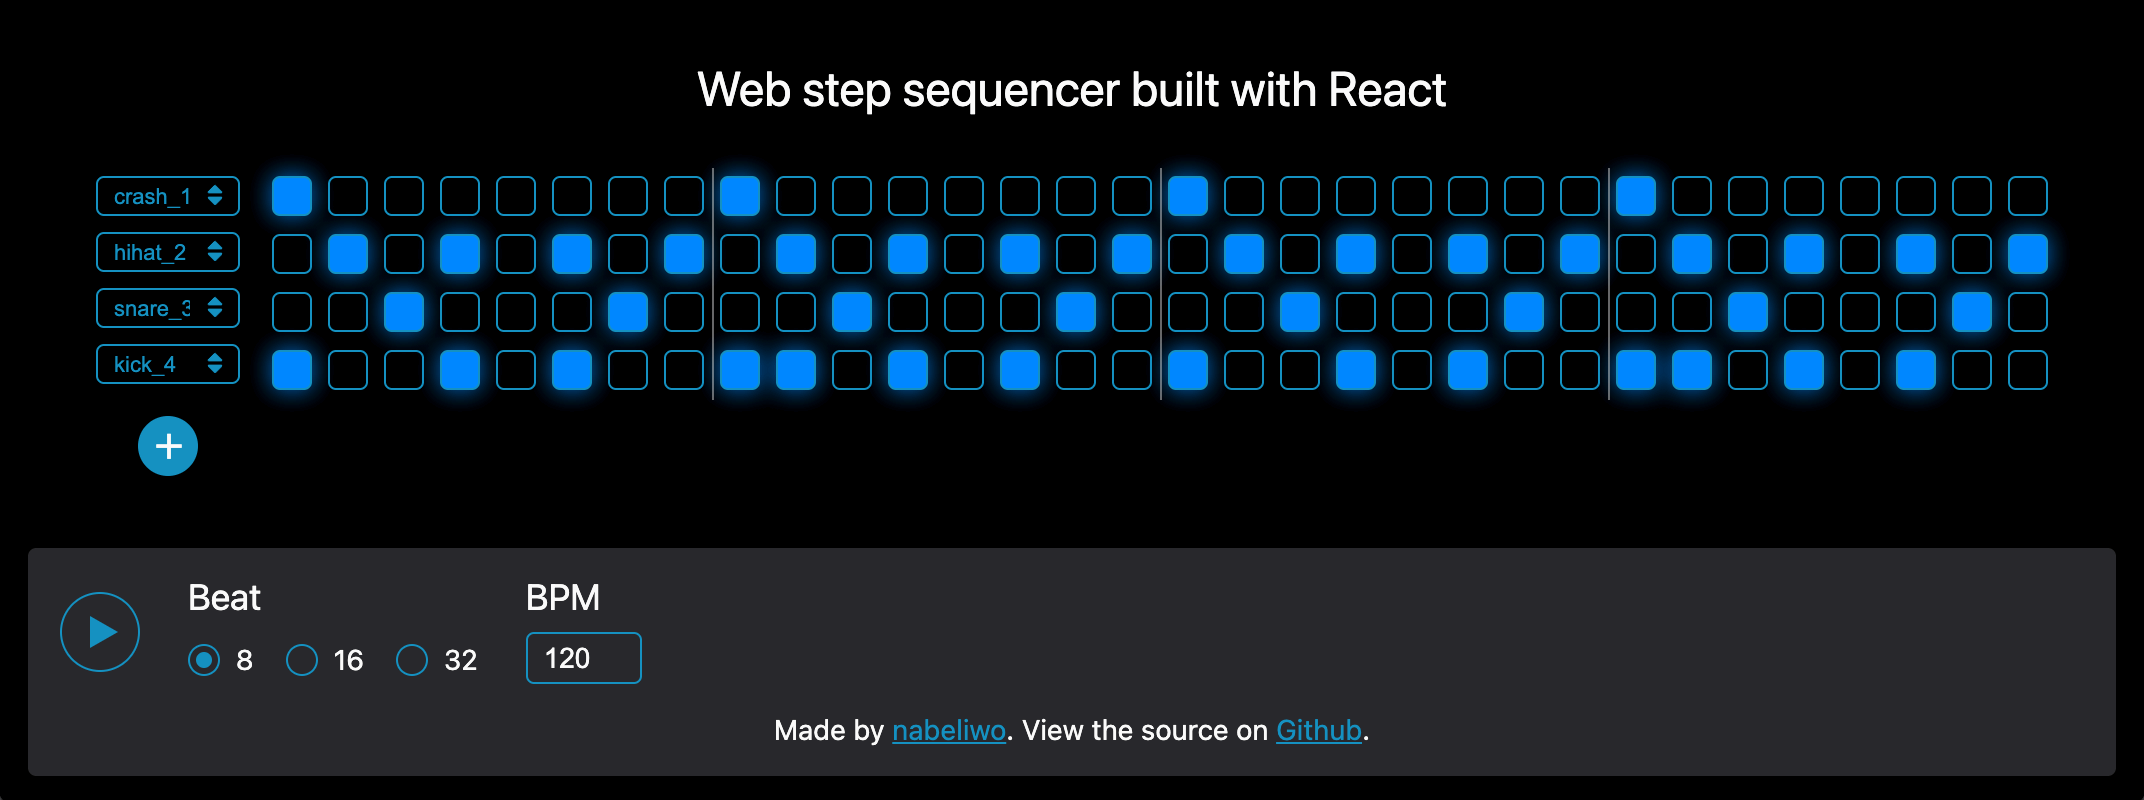 Web step sequencer built with React
crash_1
hihat_2
snare_3
kick_4
+
Beat
BPM
8 16 32
120
Made by nabeliwo. View the source on Github.